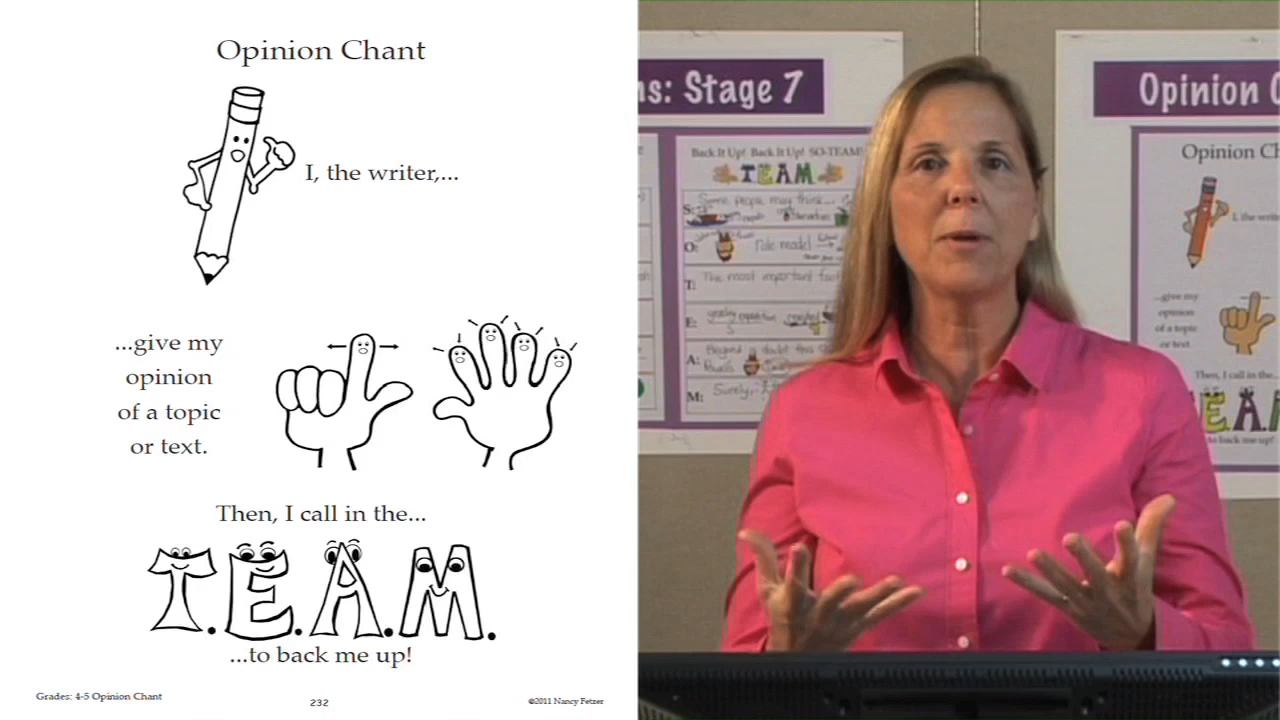 Opinion Chant
I, the writer,...
...give my
opinion
of a topic
or text.
Then, I call in the...
T.E.A.M.
...to back me up!
Grades: 4-5 Opinion Chant
232
©2011 Nancy Fetzer
ns: Stage 7
Back It Up! Back It Up! SO-TEAM!
TEAM
S: Some people may think...
O: role model
T: The most important fact
E:
A: Beyond a doubt this
M: Surely,
Opinion C
Opinion Ch
I, the write
...give my
opinion
of a topic
or text.
Then, I call in the...
E.A.M
to back me up!